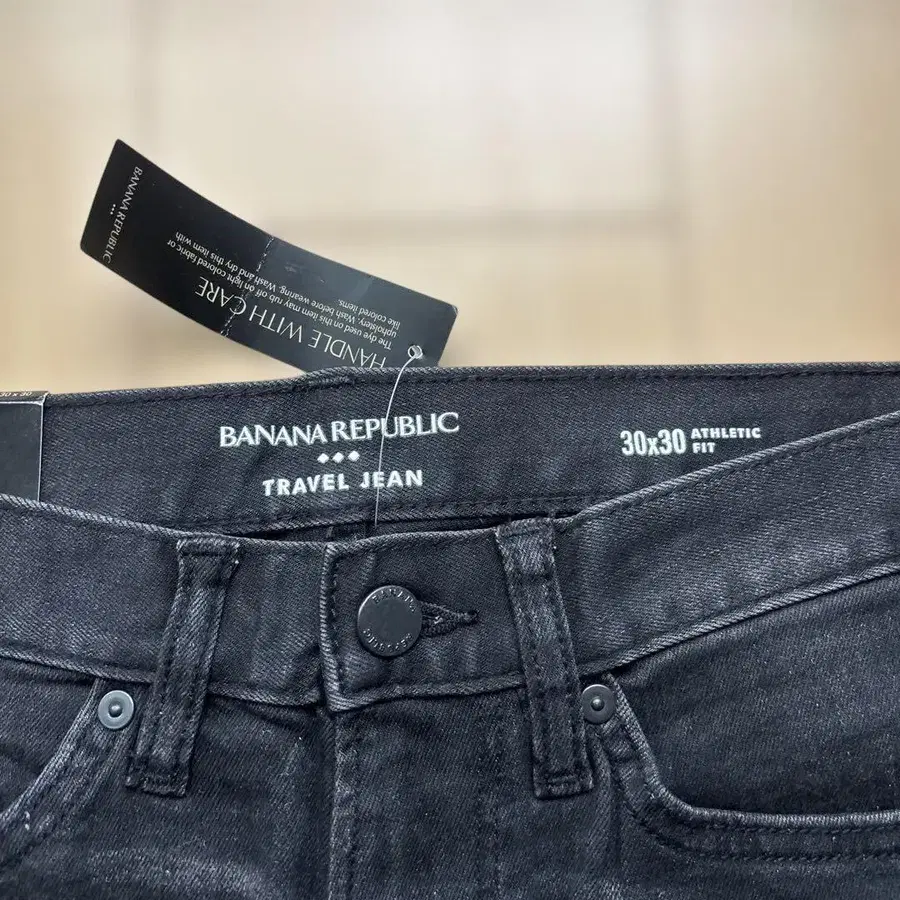 BANANA REPUBLIC
HANDLE WITH CARE
The dye used on this item may rub off on light colored fabric or
upholstery. Wash before wearing. Wash and dry this item with
like colored items.
BANANA REPUBLIC
TRAVEL JEAN
30x30 ATHLETIC
FIT